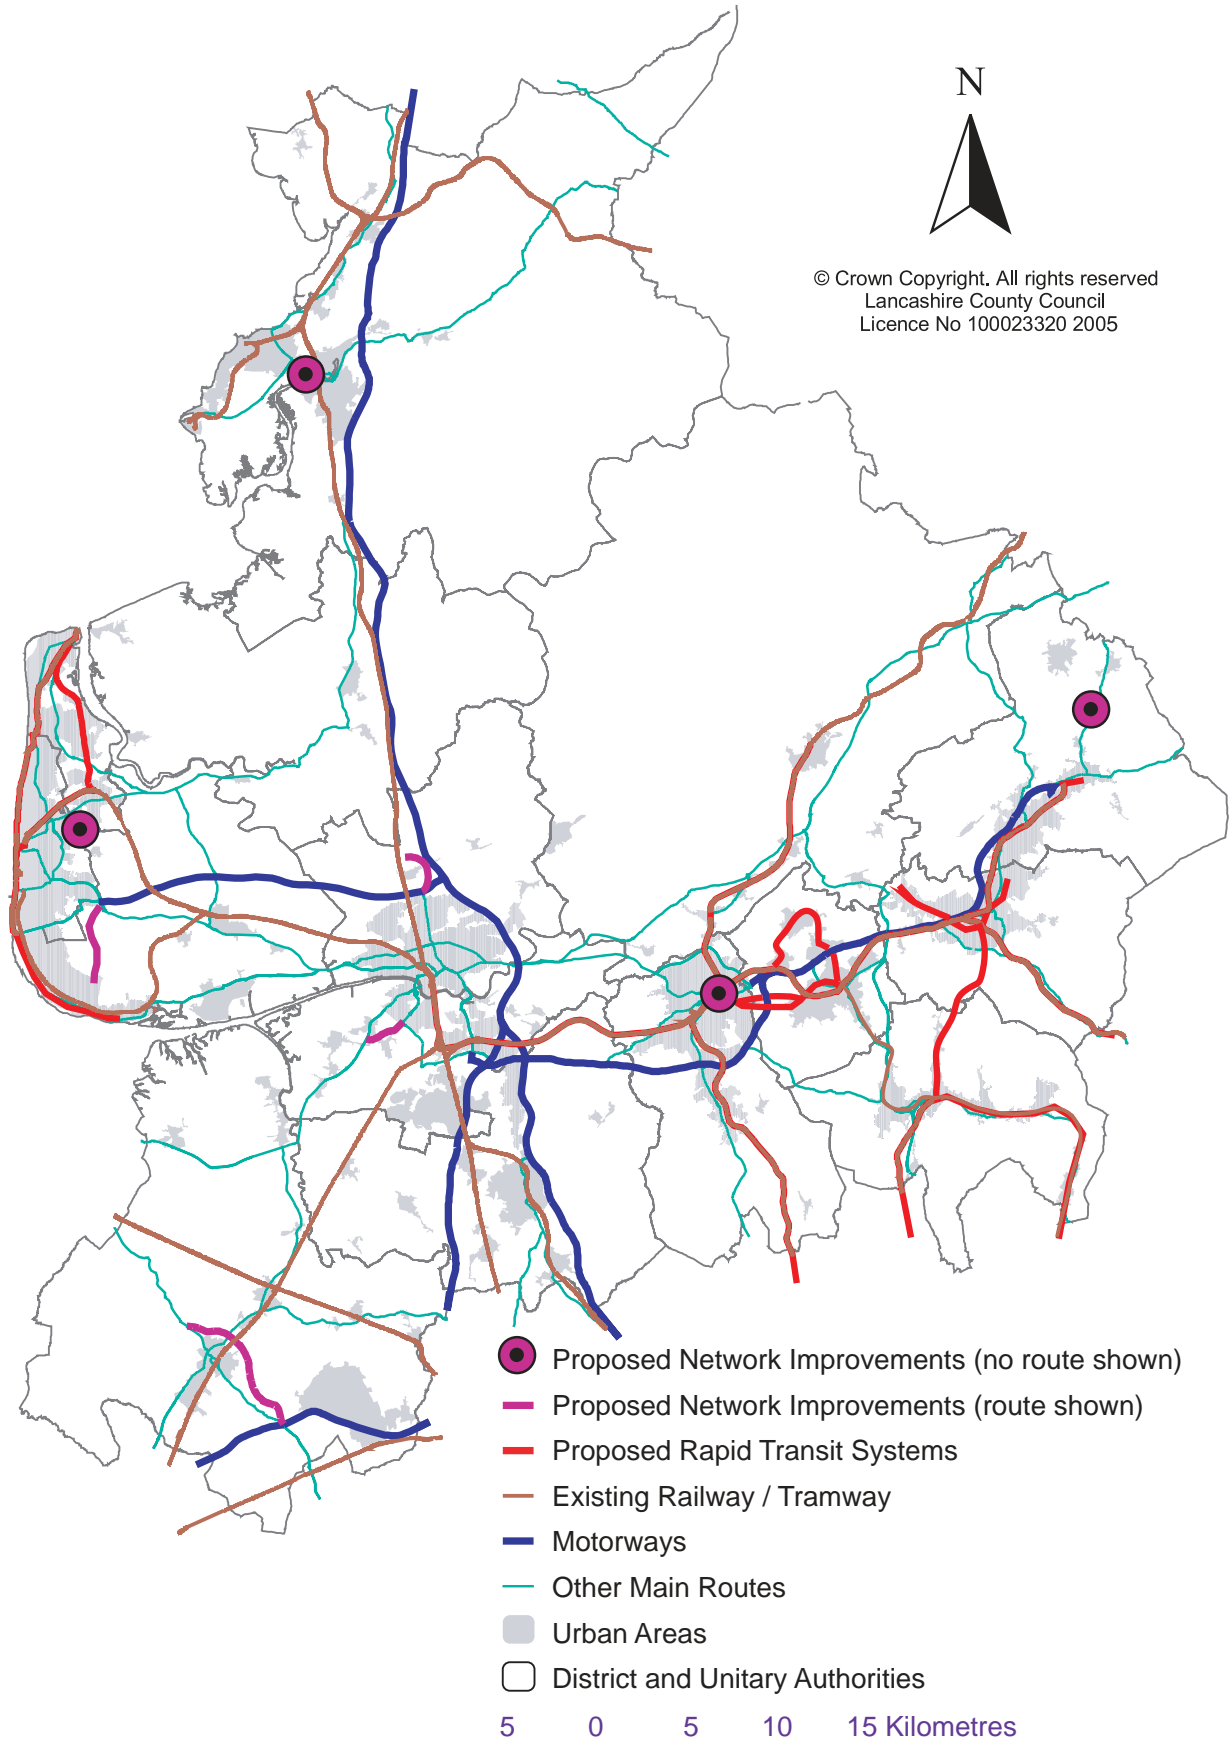 N
© Crown Copyright. All rights reserved
Lancashire County Council
Licence No 100023320 2005
Proposed Network Improvements (no route shown)
Proposed Network Improvements (route shown)
Proposed Rapid Transit Systems
Existing Railway / Tramway
Motorways
Other Main Routes
Urban Areas
District and Unitary Authorities
5 0 5 10 15 Kilometres